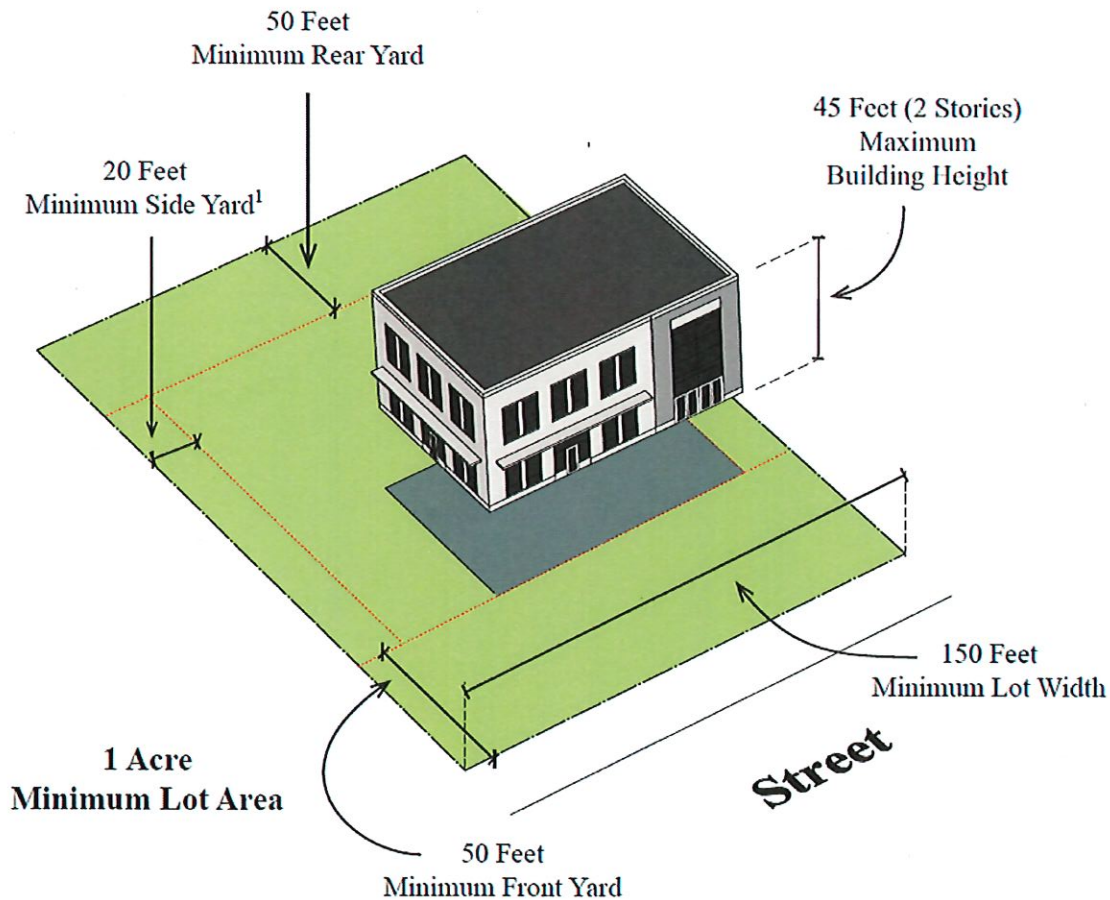 50 Feet
Minimum Rear Yard
45 Feet (2 Stories)
Maximum
Building Height
20 Feet
Minimum Side Yard¹
150 Feet
Minimum Lot Width
1 Acre
Minimum Lot Area
Street
50 Feet
Minimum Front Yard